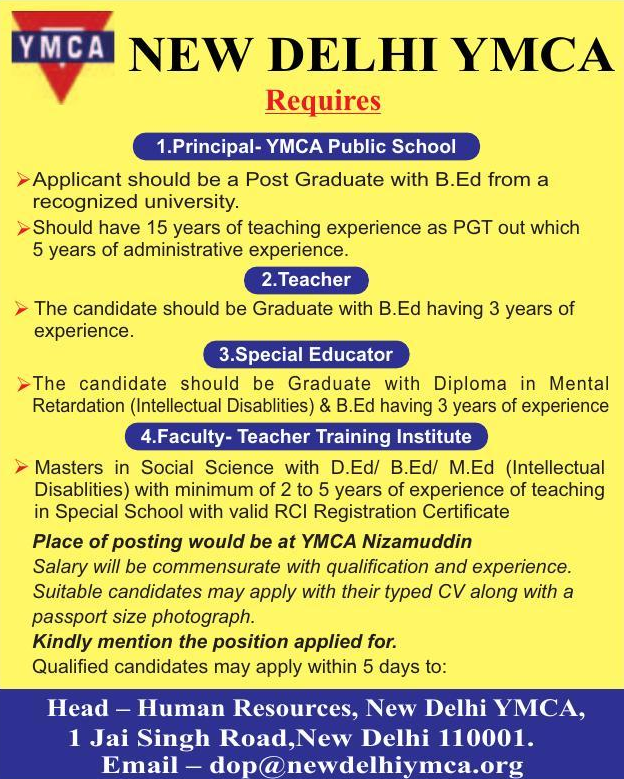 YMCA
NEW DELHI YMCA
Requires
1.Principal- YMCA Public School
➢Applicant should be a Post Graduate with B.Ed from a
recognized university.
➢Should have 15 years of teaching experience as PGT out which
5 years of administrative experience.
2.Teacher
➢ The candidate should be Graduate with B.Ed having 3 years of
experience.
3.Special Educator
➢The candidate should be Graduate with Diploma in Mental
Retardation (Intellectual Disablities) & B.Ed having 3 years of experience
4.Faculty- Teacher Training Institute
➢ Masters in Social Science with D.Ed/ B.Ed/ M.Ed (Intellectual
Disablities) with minimum of 2 to 5 years of experience of teaching
in Special School with valid RCI Registration Certificate
Place of posting would be at YMCA Nizamuddin
Salary will be commensurate with qualification and experience.
Suitable candidates may apply with their typed CV along with a
passport size photograph.
Kindly mention the position applied for.
Qualified candidates may apply within 5 days to:
Head – Human Resources, New Delhi YMCA,
1 Jai Singh Road,New Delhi 110001.
Email – dop@newdelhiymca.org